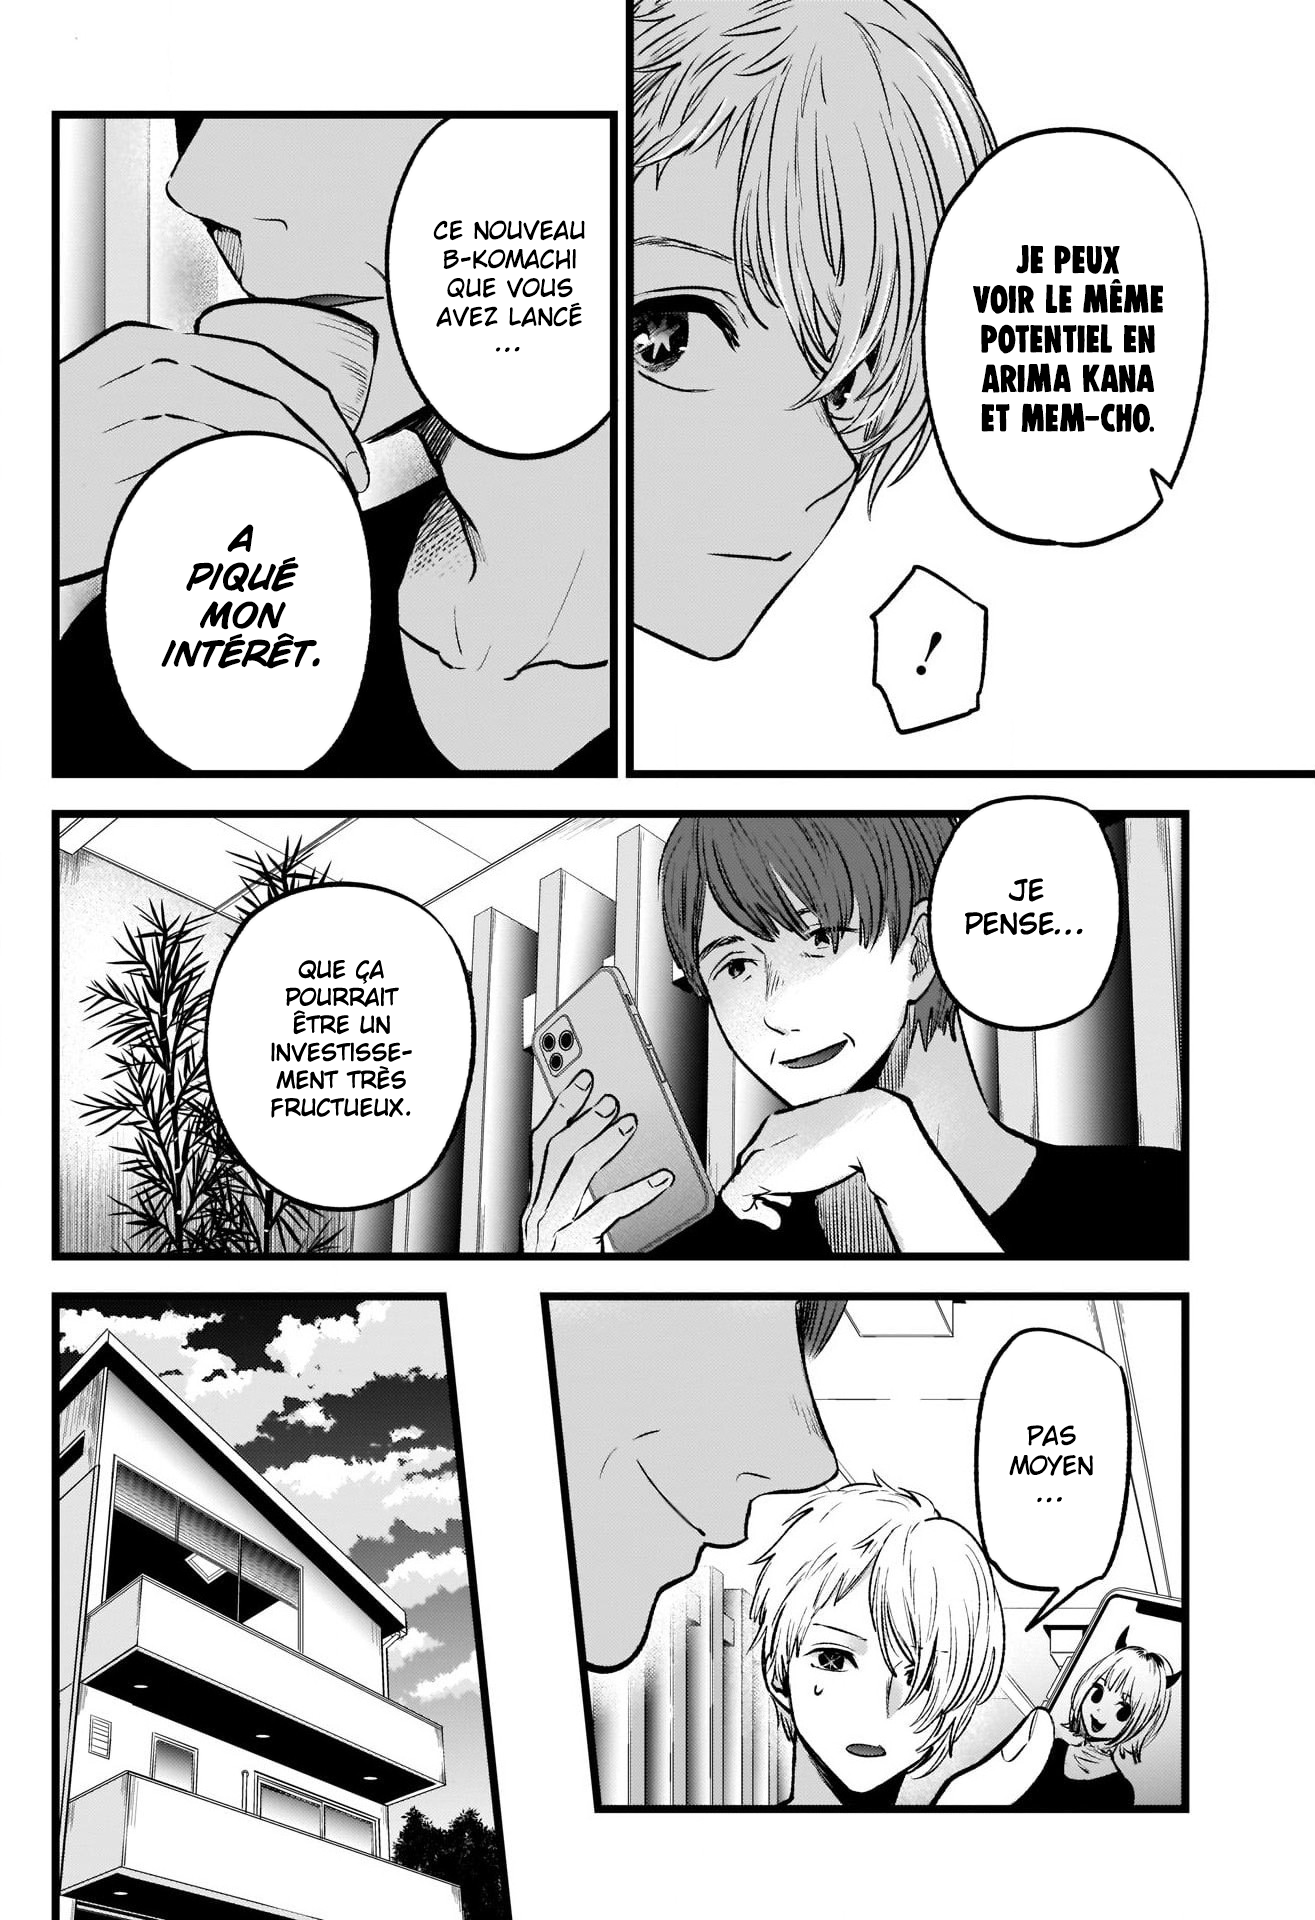 JE PEUX
VOIR LE MÊME
POTENTIEL EN
ARIMA KANA
ET MEM-CHO.
!
CE NOUVEAU
B-KOMACHI
QUE VOUS
AVEZ LANCÉ
...
A
PIQUÉ
MON
INTÉRÊT.
JE
PENSE...
QUE ÇA
POURRAIT
ÊTRE UN
INVESTISSE-
MENT TRÈS
FRUCTUEUX.
PAS
MOYEN
...